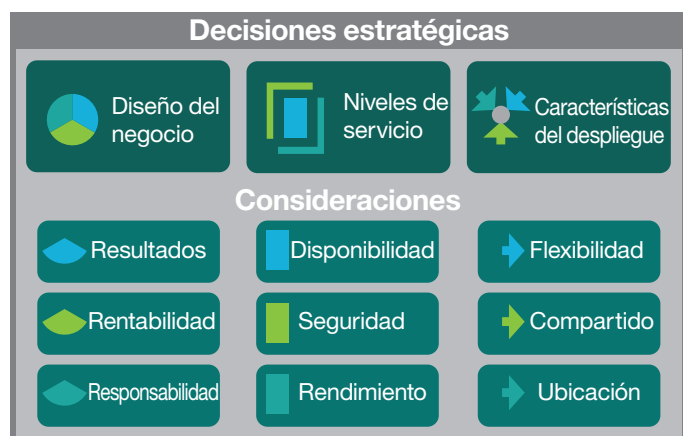 Decisiones estratégicas
Diseño del
negocio
Niveles de
servicio
Características
del despliegue
Consideraciones
Resultados
Disponibilidad
Flexibilidad
Rentabilidad
Seguridad
Compartido
Responsabilidad
Rendimiento
Ubicación